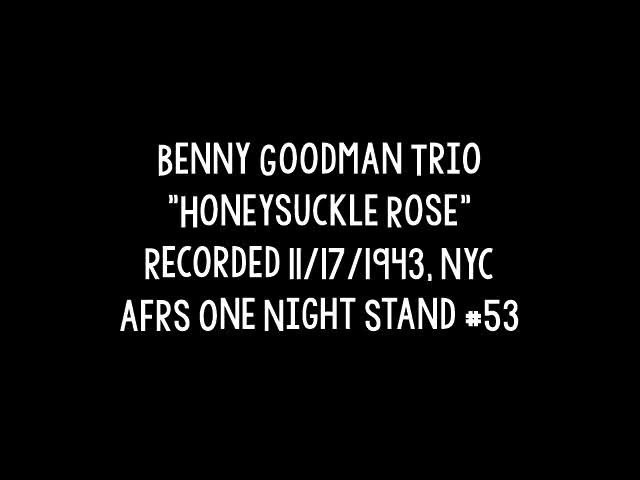 BENNY GOODMAN TRIO
"HONEYSUCKLE ROSE"
RECORDED 11/17/1943, NYC
AFRS ONE NIGHT STAND #53